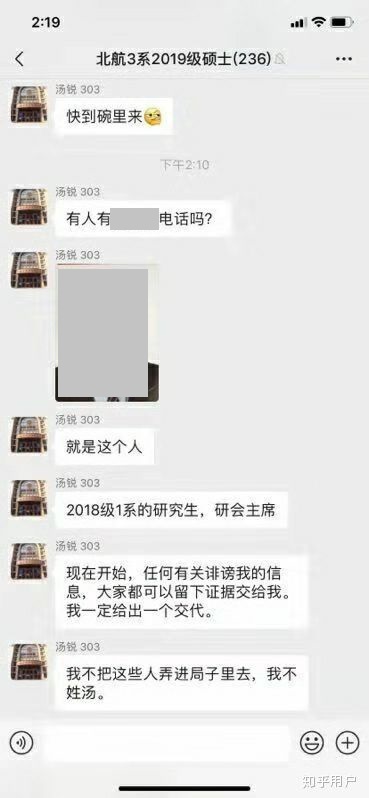 2:19
北航3系2019级硕士(236)
汤锐 303
快到碗里来
下午2:10
汤锐 303
有人有 电话吗?
汤锐 303
汤锐 303
就是这个人
汤锐 303
2018级1系的研究生，研会主席
汤锐 303
现在开始，任何有关诽谤我的信
息，大家都可以留下证据交给我。
我一定给出一个交代。
汤锐 303
我不把这些人弄进局子里去，我不
姓汤。
知乎用户